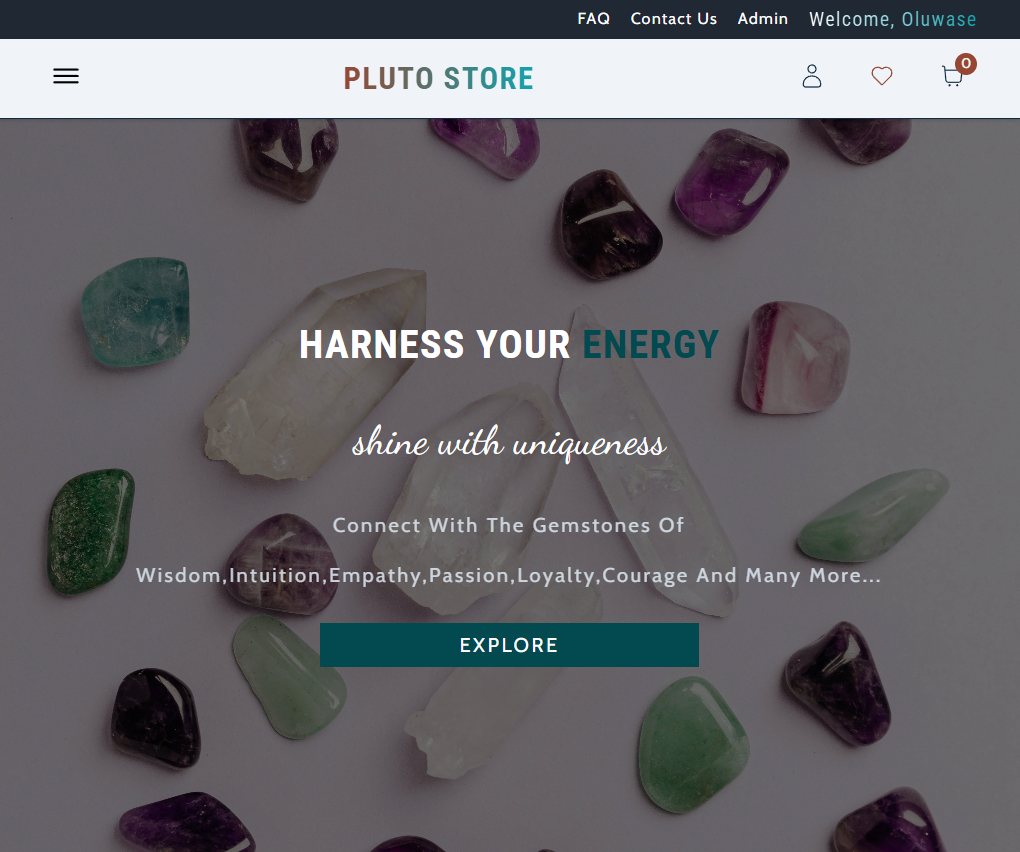 FAQ Contact Us Admin Welcome, Oluwase
PLUTO STORE 0
HARNESS YOUR ENERGY
shine with uniqueness
Connect With The Gemstones Of
Wisdom,Intuition,Empathy,Passion,Loyalty,Courage And Many More...
EXPLORE